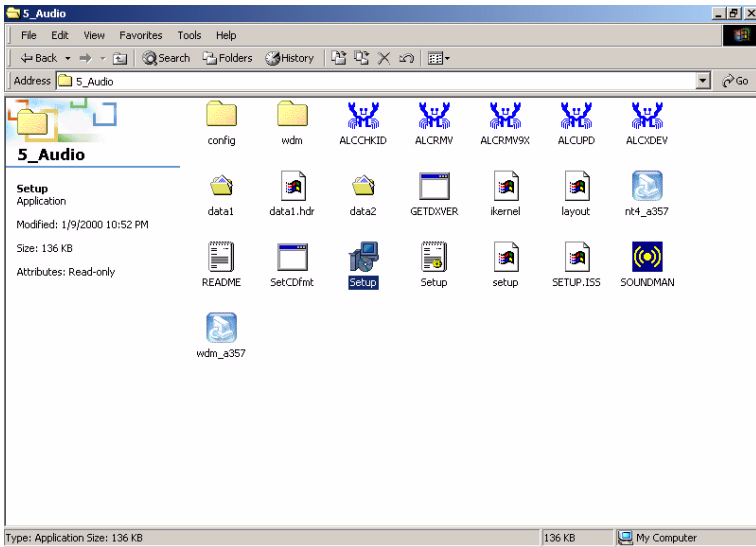 5_Audio
File Edit View Favorites Tools Help
Back Search Folders History
Address 5_Audio Go
5_Audio
Setup
Application
Modified: 1/9/2000 10:52 PM
Size: 136 KB
Attributes: Read-only
config wdm ALCCHKID ALCRMV ALCRMV9X ALCUPD ALCXDEV
data1 data1.hdr data2 GETDXVER ikernel layout nt4_a357
README SetCDfmt Setup Setup setup SETUP.ISS SOUNDMAN
wdm_a357
Type: Application Size: 136 KB 136 KB My Computer